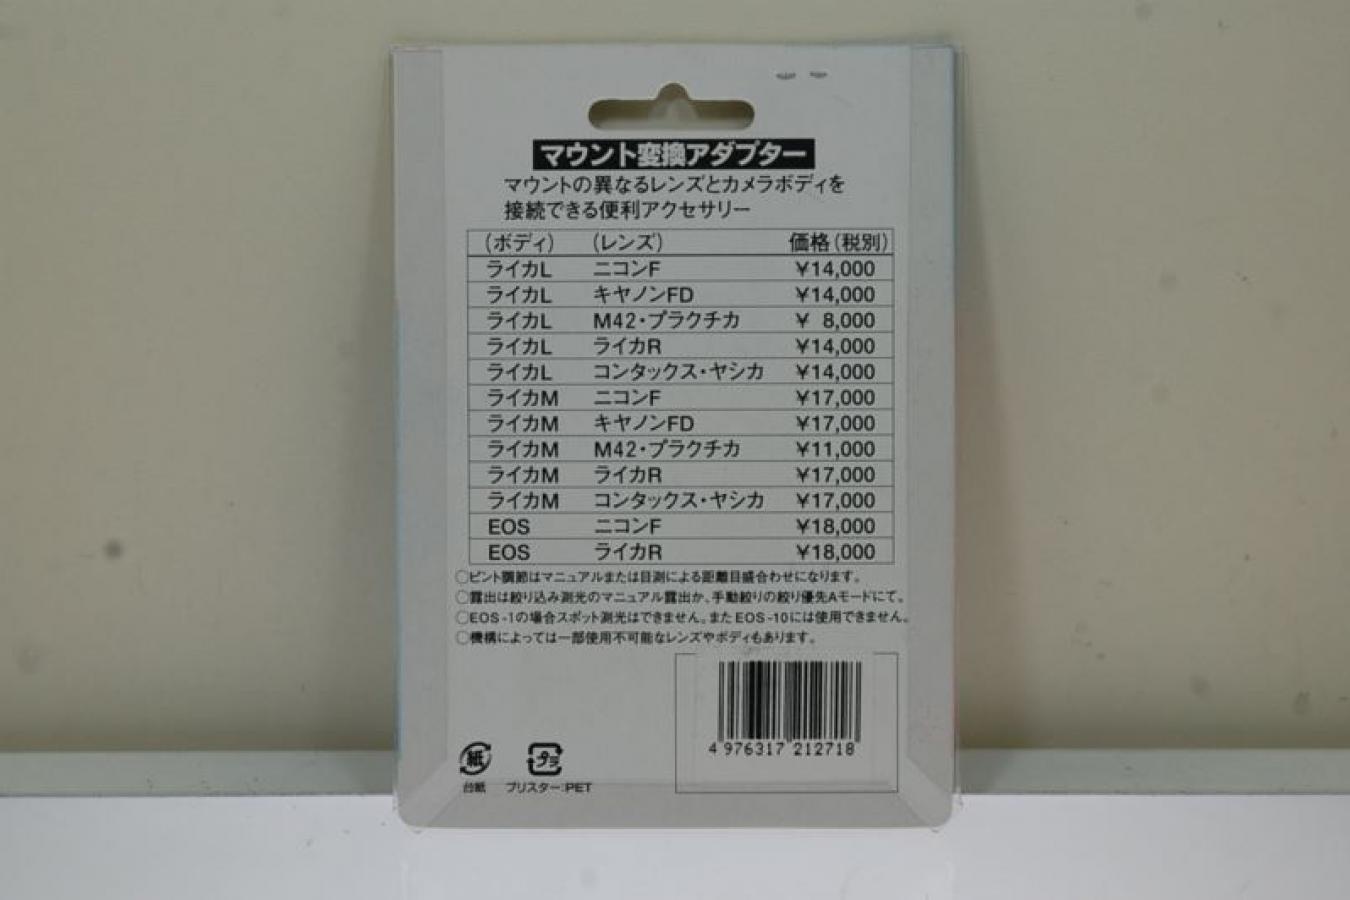 マウント変換アダプター
マウントの異なるレンズとカメラボディを
接続できる便利アクセサリー
(ボディ) (レンズ) 価格(税別)
ライカL ニコンF ¥14,000
ライカL キヤノンFD ¥14,000
ライカL M42・プラクチカ ¥ 8,000
ライカL ライカR ¥14,000
ライカL コンタックス・ヤシカ ¥14,000
ライカM ニコンF ¥17,000
ライカM キヤノンFD ¥17,000
ライカM M42・プラクチカ ¥11,000
ライカM ライカR ¥17,000
ライカM コンタックス・ヤシカ ¥17,000
EOS ニコンF ¥18,000
EOS ライカR ¥18,000
○ピント調節はマニュアルまたは目測による距離目盛合わせになります。
○露出は絞り込み測光のマニュアル露出か、手動絞りの絞り優先Aモードにて。
○EOS-1の場合スポット測光はできません。またEOS-10には使用できません。
○機構によっては一部使用不可能なレンズやボディもあります。
4 976317 212718
紙 プラ
台紙 ブリスター:PET